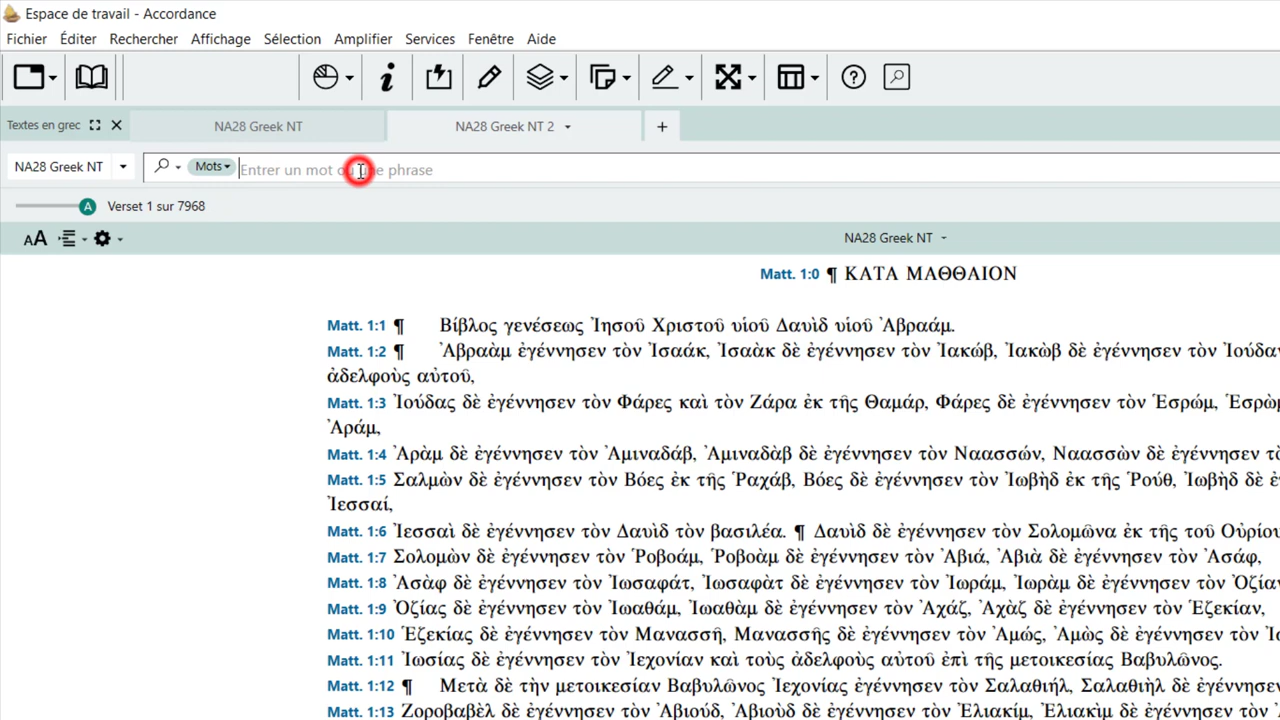 Espace de travail - Accordance
Fichier Éditer Rechercher Affichage Sélection Amplifier Services Fenêtre Aide
Textes en grec NA28 Greek NT NA28 Greek NT 2 +
NA28 Greek NT Mots Entrer un mot ou une phrase
A Verset 1 sur 7968
AA NA28 Greek NT
Matt. 1:0 ¶ ΚΑΤΑ ΜΑΘΘΑΙΟΝ
Matt. 1:1 ¶ Βίβλος γενέσεως Ἰησοῦ Χριστοῦ υἱοῦ Δαυὶδ υἱοῦ Ἀβραάμ.
Matt. 1:2 ¶ Ἀβραὰμ ἐγέννησεν τὸν Ἰσαάκ, Ἰσαὰκ δὲ ἐγέννησεν τὸν Ἰακώβ, Ἰακὼβ δὲ ἐγέννησεν τὸν Ἰούδαν
ἀδελφοὺς αὐτοῦ,
Matt. 1:3 Ἰούδας δὲ ἐγέννησεν τὸν Φάρες καὶ τὸν Ζάρα ἐκ τῆς Θαμάρ, Φάρες δὲ ἐγέννησεν τὸν Ἑσρώμ,
Ἀράμ,
Matt. 1:4 Ἀρὰμ δὲ ἐγέννησεν τὸν Ἀμιναδάβ, Ἀμιναδὰβ δὲ ἐγέννησεν τὸν Ναασσών, Ναασσὼν δὲ ἐγέννησεν
Matt. 1:5 Σαλμὼν δὲ ἐγέννησεν τὸν Βόες ἐκ τῆς Ῥαχάβ, Βόες δὲ ἐγέννησεν τὸν Ἰωβὴδ ἐκ τῆς Ῥούθ, Ἰωβὴδ δὲ
Ἰεσσαί,
Matt. 1:6 Ἰεσσαὶ δὲ ἐγέννησεν τὸν Δαυὶδ τὸν βασιλέα. ¶ Δαυὶδ δὲ ἐγέννησεν τὸν Σολομῶνα ἐκ τῆς τοῦ Οὐρίου
Matt. 1:7 Σολομὼν δὲ ἐγέννησεν τὸν Ῥοβοάμ, Ῥοβοὰμ δὲ ἐγέννησεν τὸν Ἀβιά, Ἀβιὰ δὲ ἐγέννησεν τὸν Ἀσάφ,
Matt. 1:8 Ἀσὰφ δὲ ἐγέννησεν τὸν Ἰωσαφάτ, Ἰωσαφὰτ δὲ ἐγέννησεν τὸν Ἰωράμ, Ἰωρὰμ δὲ ἐγέννησεν τὸν Ὀζίαν
Matt. 1:9 Ὀζίας δὲ ἐγέννησεν τὸν Ἰωαθάμ, Ἰωαθὰμ δὲ ἐγέννησεν τὸν Ἀχάζ, Ἀχὰζ δὲ ἐγέννησεν τὸν Ἑζεκίαν,
Matt. 1:10 Ἑζεκίας δὲ ἐγέννησεν τὸν Μανασσῆ, Μανασσῆς δὲ ἐγέννησεν τὸν Ἀμώς, Ἀμὼς δὲ ἐγέννησεν τὸν
Matt. 1:11 Ἰωσίας δὲ ἐγέννησεν τὸν Ἰεχονίαν καὶ τοὺς ἀδελφοὺς αὐτοῦ ἐπὶ τῆς μετοικεσίας Βαβυλῶνος.
Matt. 1:12 ¶ Μετὰ δὲ τὴν μετοικεσίαν Βαβυλῶνος Ἰεχονίας ἐγέννησεν τὸν Σαλαθιήλ, Σαλαθιὴλ δὲ ἐγέννησεν
Matt. 1:13 Ζοροβαβὲλ δὲ ἐγέννησεν τὸν Ἀβιούδ, Ἀβιοὺδ δὲ ἐγέννησεν τὸν Ἐλιακίμ, Ἐλιακὶμ δὲ ἐγέννησεν τὸν